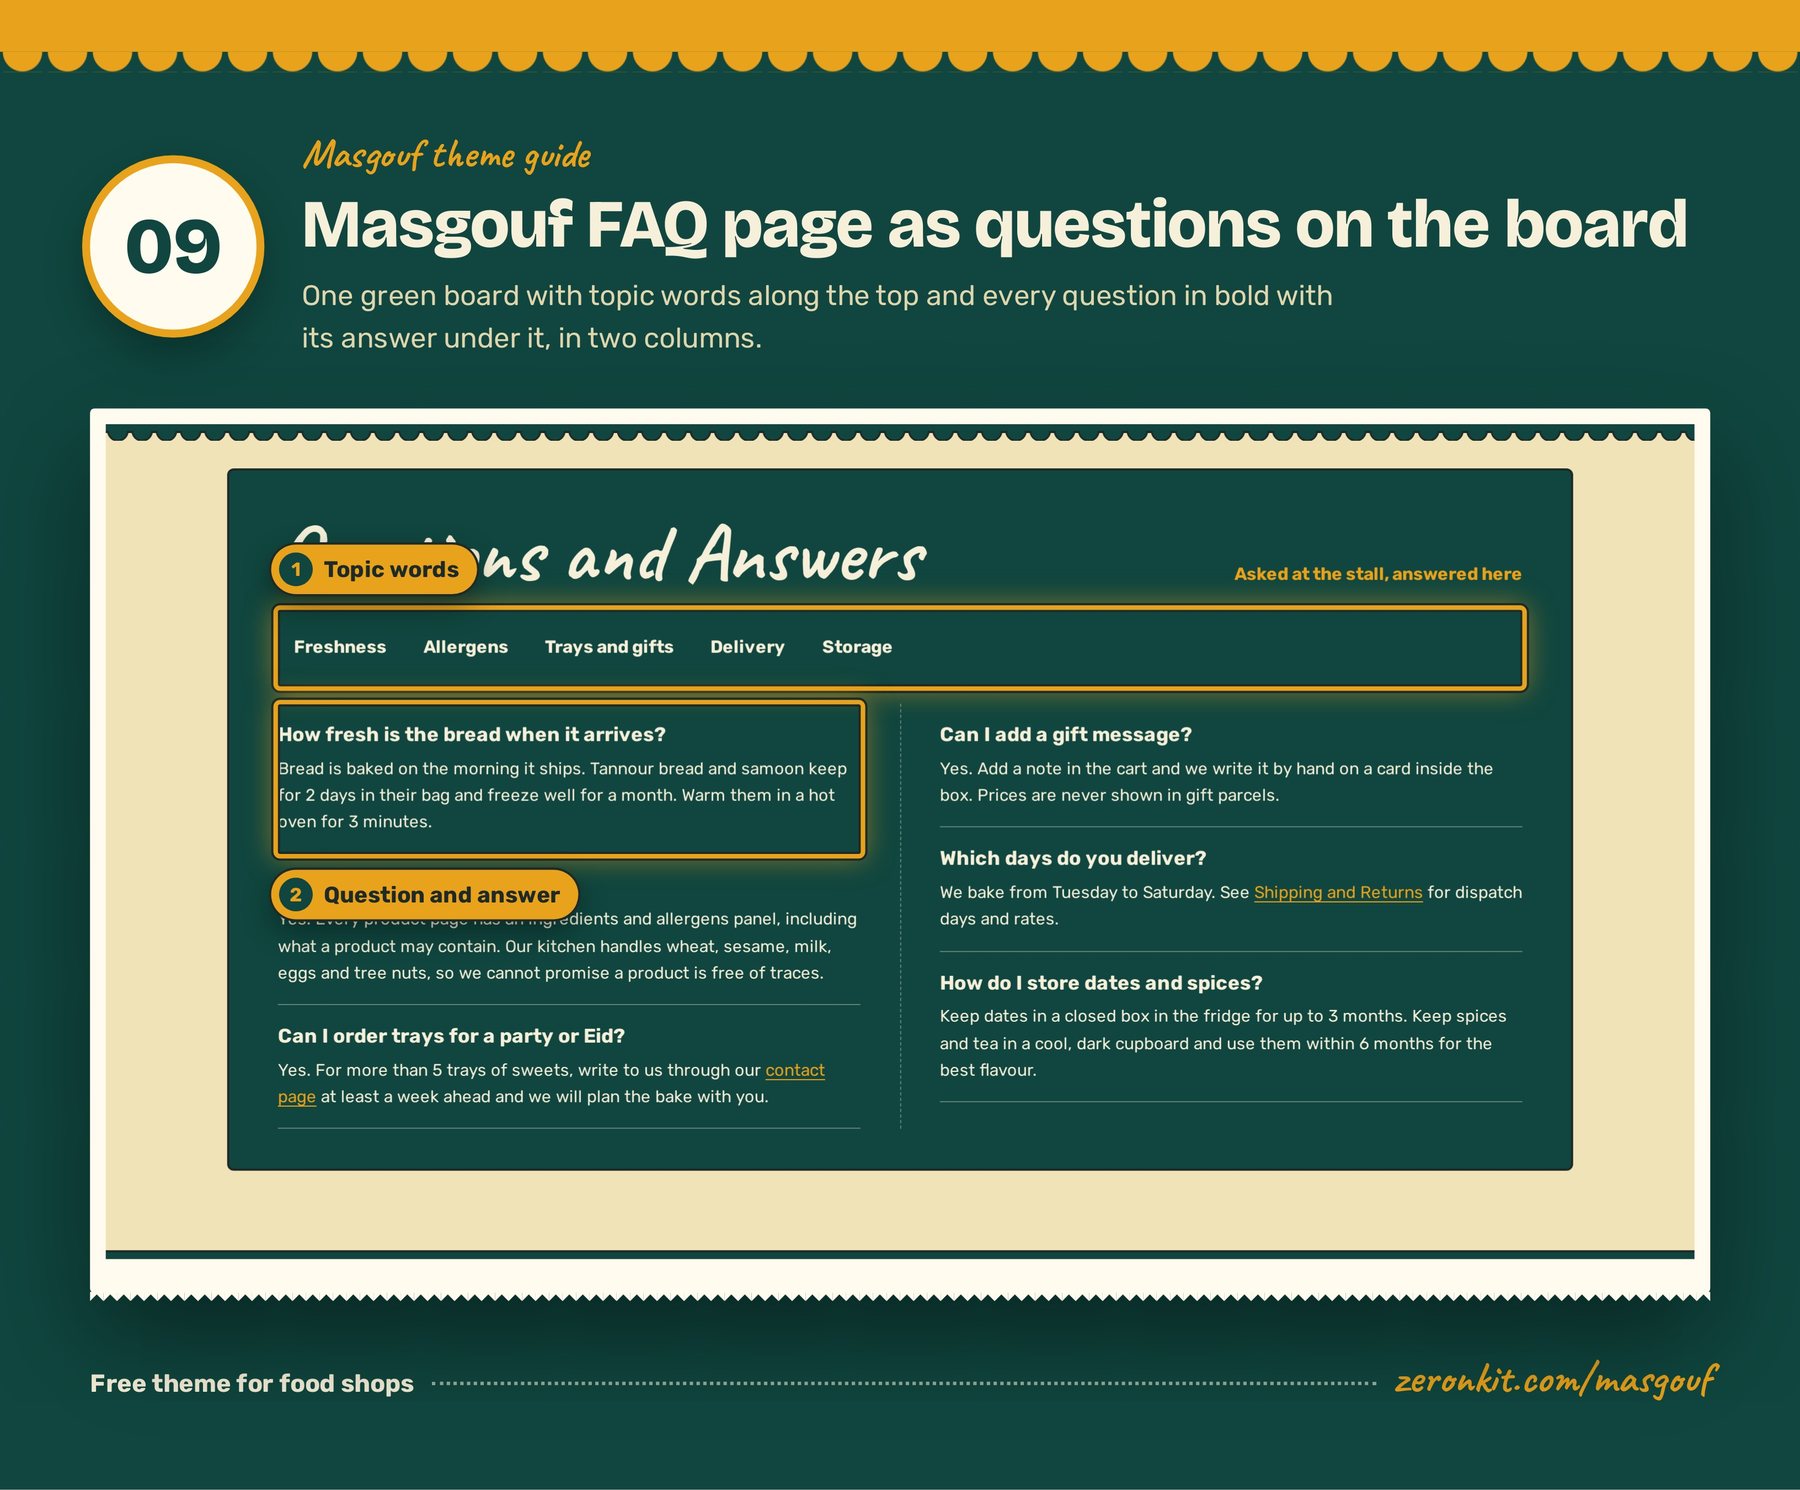 Masgouf theme guide
09
Masgouf FAQ page as questions on the board
One green board with topic words along the top and every question in bold with
its answer under it, in two columns.
and Answers
1 Topic words
Asked at the stall, answered here
Freshness Allergens Trays and gifts Delivery Storage
How fresh is the bread when it arrives?
Bread is baked on the morning it ships. Tannour bread and samoon keep
for 2 days in their bag and freeze well for a month. Warm them in a hot
oven for 3 minutes.
2 Question and answer
Yes. Every product page has an ingredients and allergens panel, including
what a product may contain. Our kitchen handles wheat, sesame, milk,
eggs and tree nuts, so we cannot promise a product is free of traces.
Can I order trays for a party or Eid?
Yes. For more than 5 trays of sweets, write to us through our contact
page at least a week ahead and we will plan the bake with you.
Can I add a gift message?
Yes. Add a note in the cart and we write it by hand on a card inside the
box. Prices are never shown in gift parcels.
Which days do you deliver?
We bake from Tuesday to Saturday. See Shipping and Returns for dispatch
days and rates.
How do I store dates and spices?
Keep dates in a closed box in the fridge for up to 3 months. Keep spices
and tea in a cool, dark cupboard and use them within 6 months for the
best flavour.
Free theme for food shops
zeronkit.com/masgouf